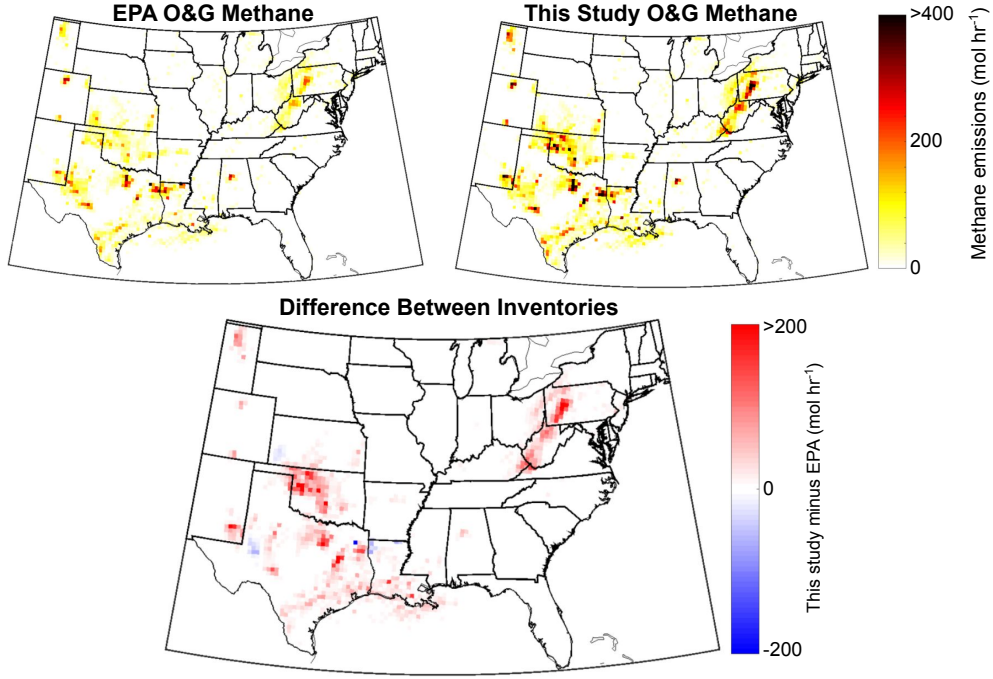 EPA O&G Methane
This Study O&G Methane
>400
200
0
Methane emissions (mol hr⁻¹)
Difference Between Inventories
>200
0
-200
This study minus EPA (mol hr⁻¹)